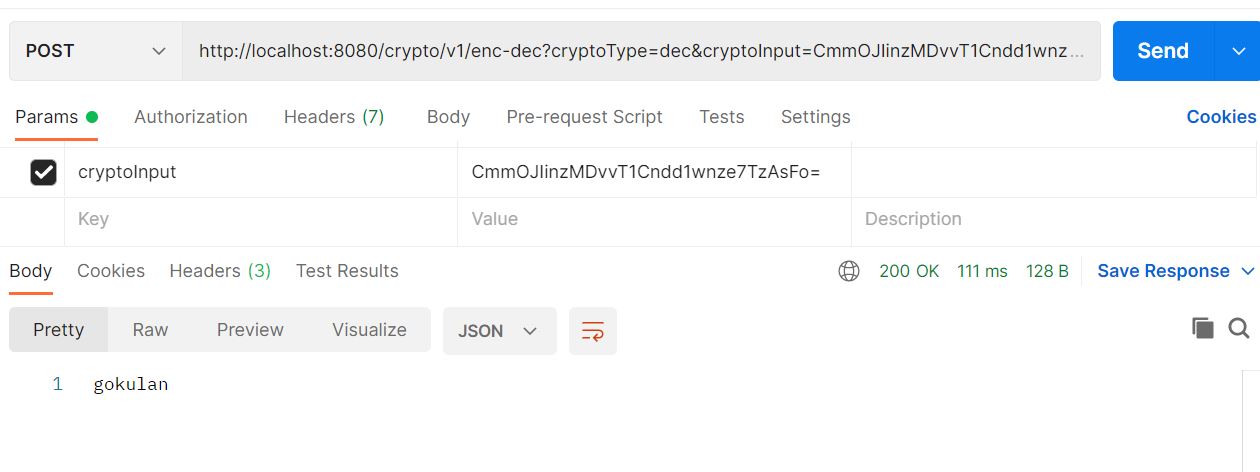 POST http://localhost:8080/crypto/v1/enc-dec?cryptoType=dec&cryptoInput=CmmOJIinzMDvvT1Cndd1wnz... Send
Params Authorization Headers (7) Body Pre-request Script Tests Settings Cookies
cryptoInput CmmOJIinzMDvvT1Cndd1wnze7TzAsFo=
Key Value Description
Body Cookies Headers (3) Test Results 200 OK 111 ms 128 B Save Response
Pretty Raw Preview Visualize JSON
1 gokulan